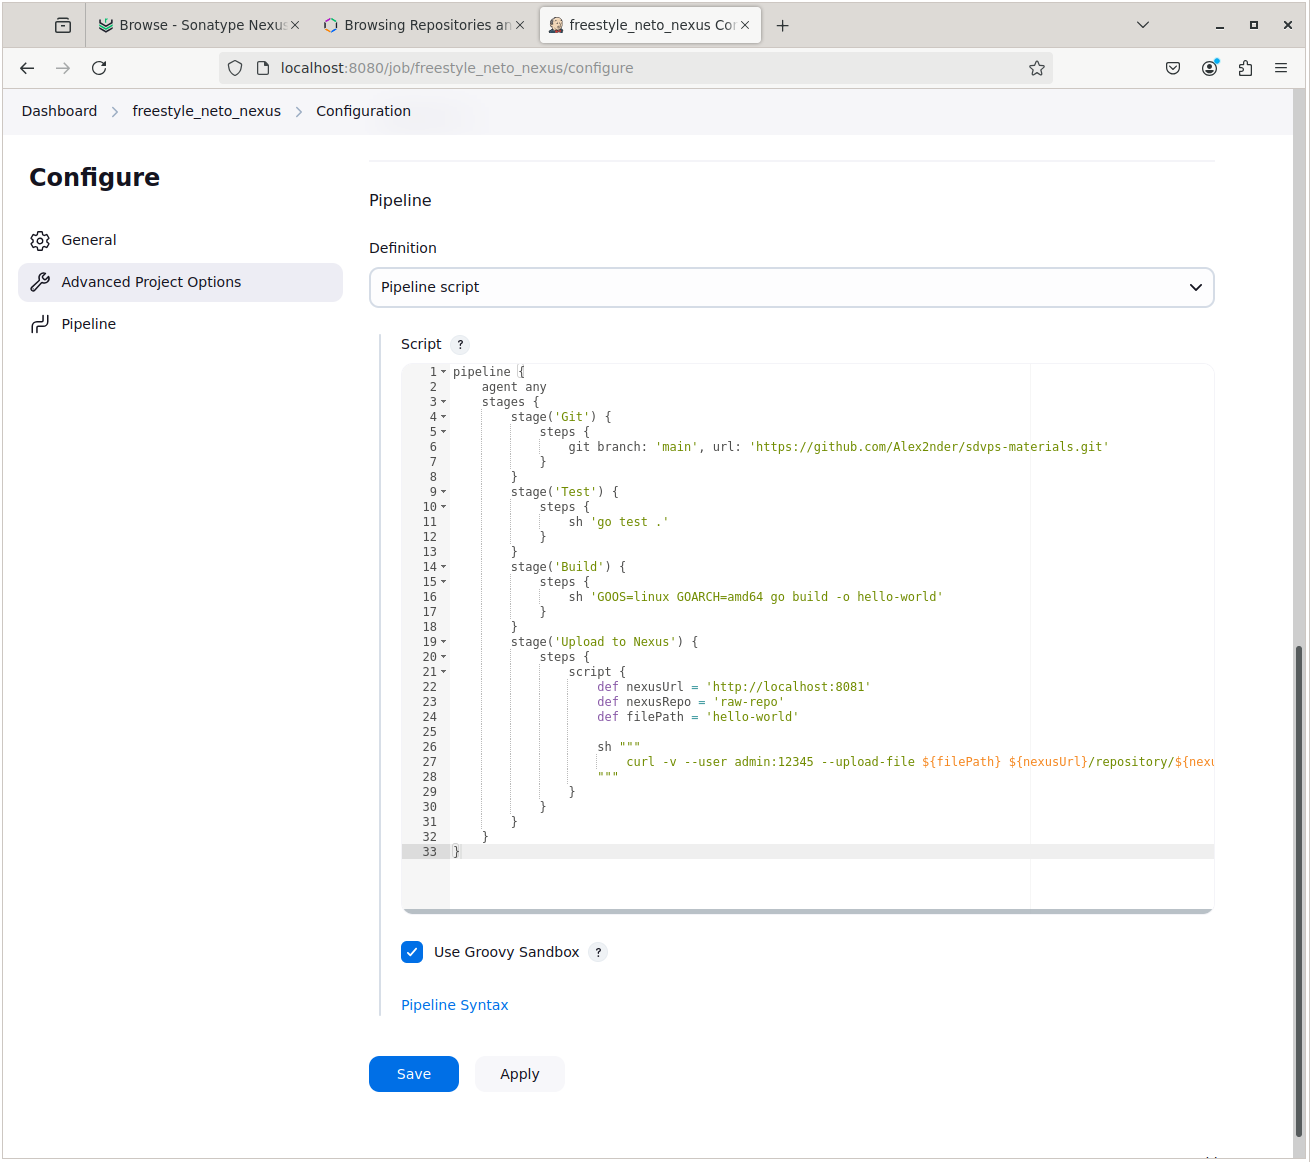 Browse - Sonatype Nexus
Browsing Repositories an
freestyle_neto_nexus Con
localhost:8080/job/freestyle_neto_nexus/configure
Dashboard
freestyle_neto_nexus
Configuration
Configure
General
Advanced Project Options
Pipeline
Pipeline
Definition
Pipeline script
Script ?
1 pipeline {
2     agent any
3     stages {
4         stage('Git') {
5             steps {
6                 git branch: 'main', url: 'https://github.com/Alex2nder/sdvps-materials.git'
7             }
8         }
9         stage('Test') {
10             steps {
11                 sh 'go test .'
12             }
13         }
14         stage('Build') {
15             steps {
16                 sh 'GOOS=linux GOARCH=amd64 go build -o hello-world'
17             }
18         }
19         stage('Upload to Nexus') {
20             steps {
21                 script {
22                     def nexusUrl = 'http://localhost:8081'
23                     def nexusRepo = 'raw-repo'
24                     def filePath = 'hello-world'
25
26                     sh """
27                         curl -v --user admin:12345 --upload-file ${filePath} ${nexusUrl}/repository/${nexu
28                     """
29                 }
30             }
31         }
32     }
33 }
Use Groovy Sandbox ?
Pipeline Syntax
Save
Apply